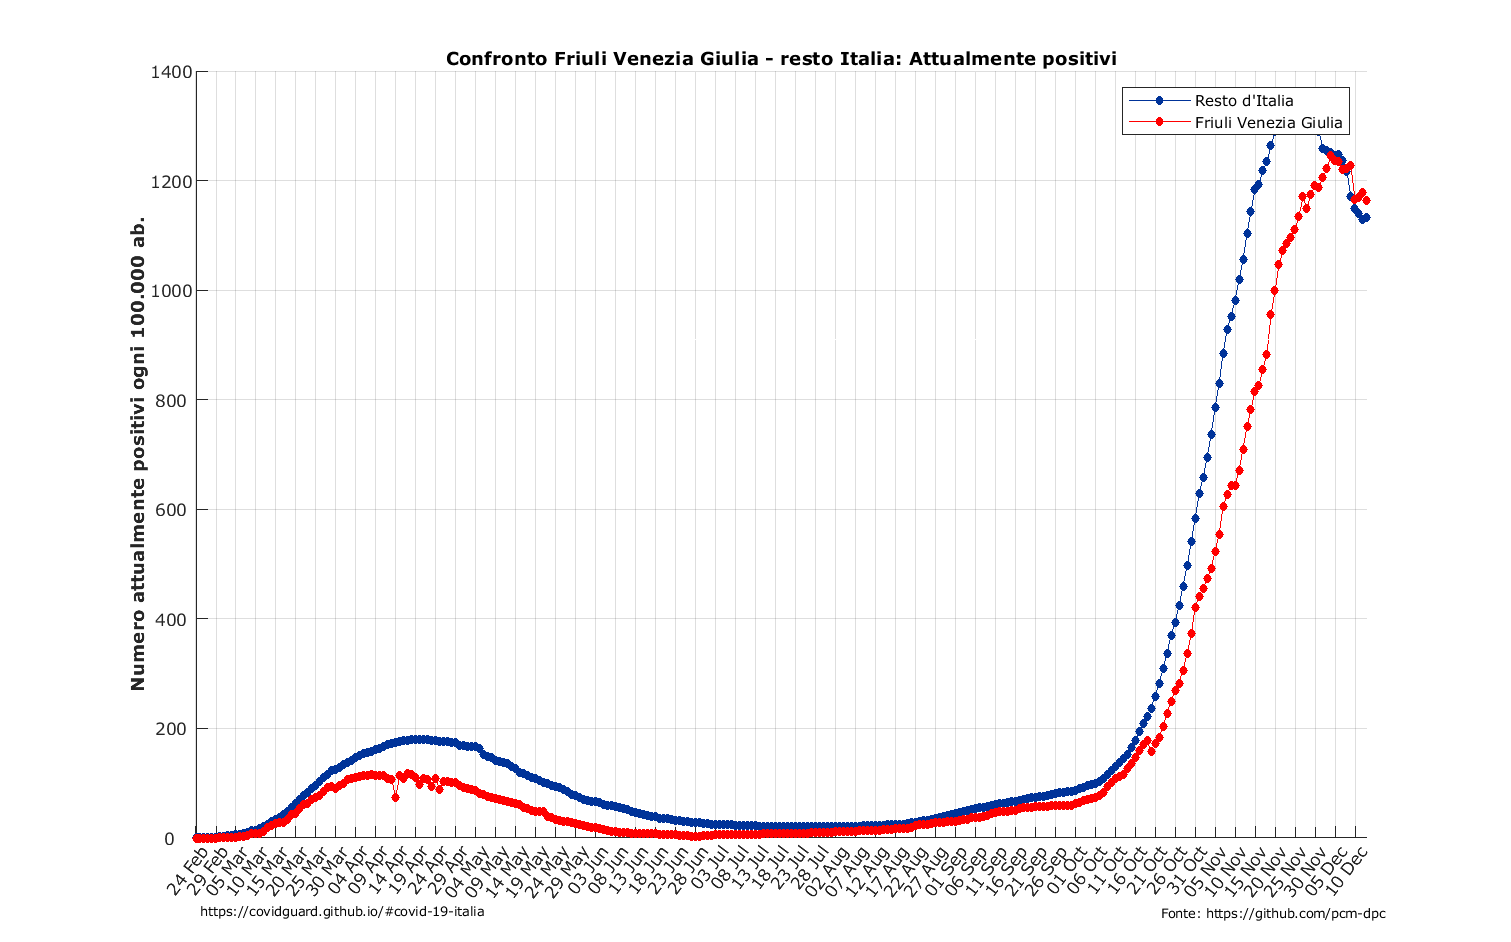 Confronto Friuli Venezia Giulia - resto Italia: Attualmente positivi
Resto d'Italia
Friuli Venezia Giulia
Numero attualmente positivi ogni 100.000 ab.
1400
1200
1000
800
600
400
200
0
24 Feb
29 Feb
05 Mar
10 Mar
15 Mar
20 Mar
25 Mar
30 Mar
04 Apr
09 Apr
14 Apr
19 Apr
24 Apr
29 Apr
04 May
09 May
14 May
19 May
24 May
29 May
03 Jun
08 Jun
13 Jun
18 Jun
23 Jun
28 Jun
03 Jul
08 Jul
13 Jul
18 Jul
23 Jul
28 Jul
02 Aug
07 Aug
12 Aug
17 Aug
22 Aug
27 Aug
01 Sep
06 Sep
11 Sep
16 Sep
21 Sep
26 Sep
01 Oct
06 Oct
11 Oct
16 Oct
21 Oct
26 Oct
31 Oct
05 Nov
10 Nov
15 Nov
20 Nov
25 Nov
30 Nov
05 Dec
10 Dec
https://covidguard.github.io/#covid-19-italia
Fonte: https://github.com/pcm-dpc